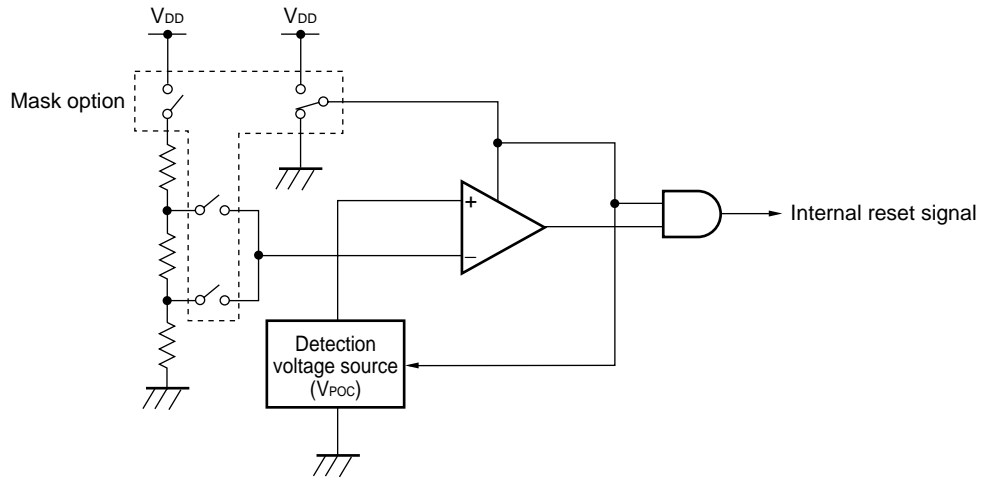 VDD
VDD
Mask option
+
−
Internal reset signal
Detection
voltage source
(VPOC)